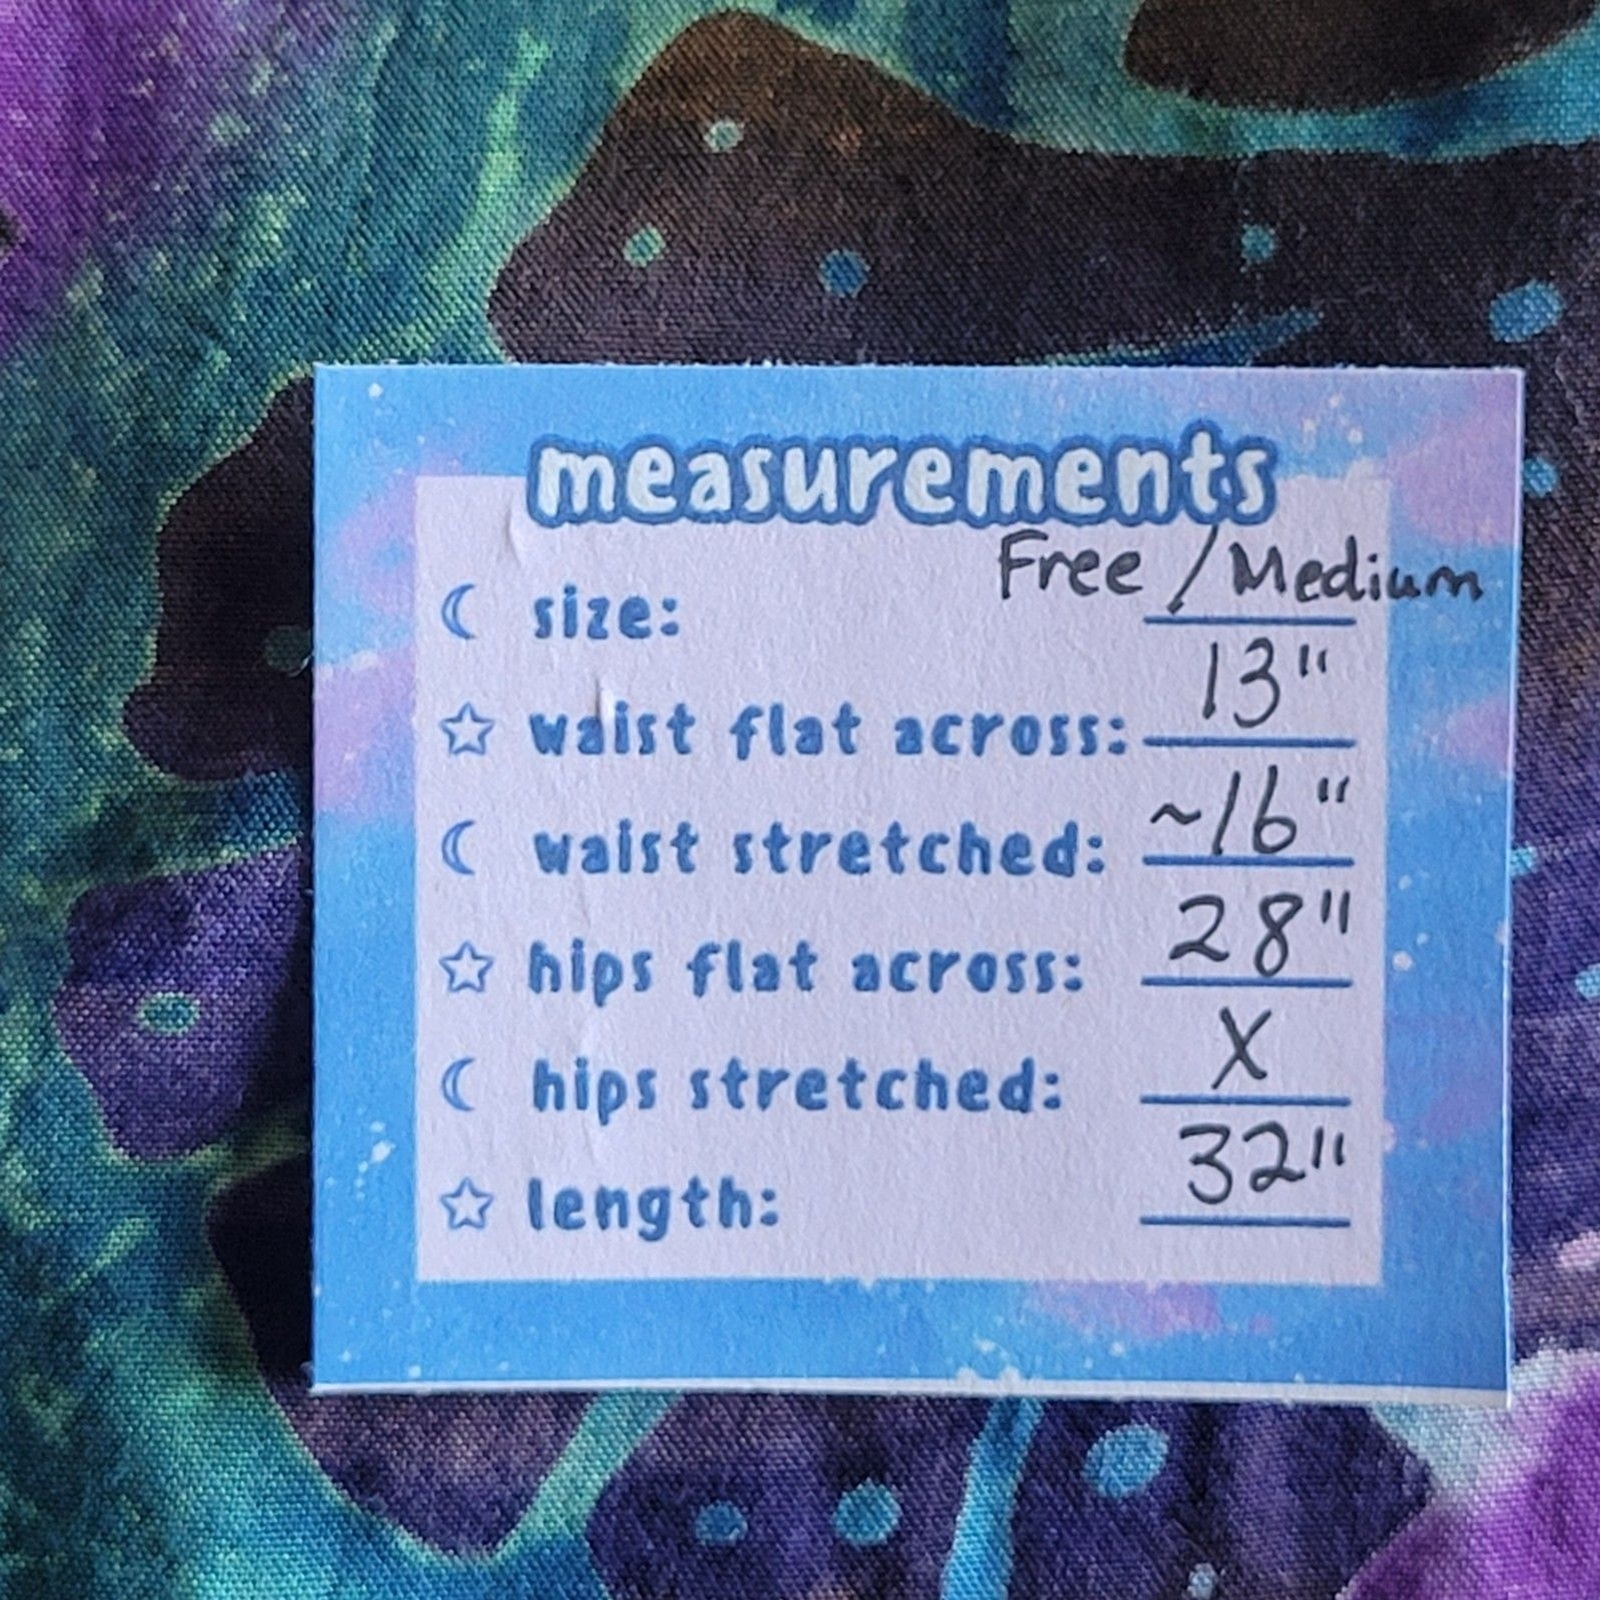 measurements
size: Free / Medium
waist flat across: 13"
waist stretched: ~16"
hips flat across: 28"
hips stretched: X
length: 32"